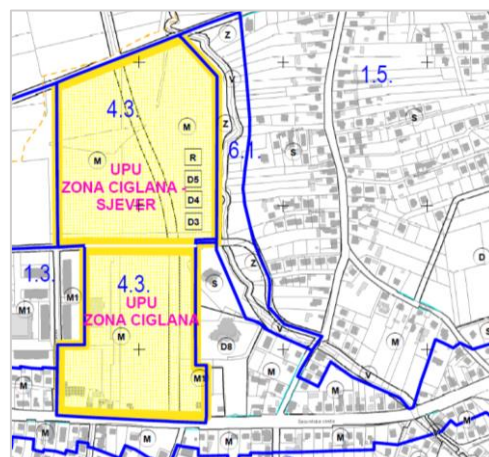 Z
4.3.
1.5.
V
Z
M
S
R
6.1.
M
S
UPU
ZONA CIGLANA -
SJEVER
D5
D4
D3
1.3.
4.3.
UPU
ZONA CIGLANA
Z
D
S
M1
M1
M
D8
V
M
M
S
V
M1
M
M
M
M
M
M
M